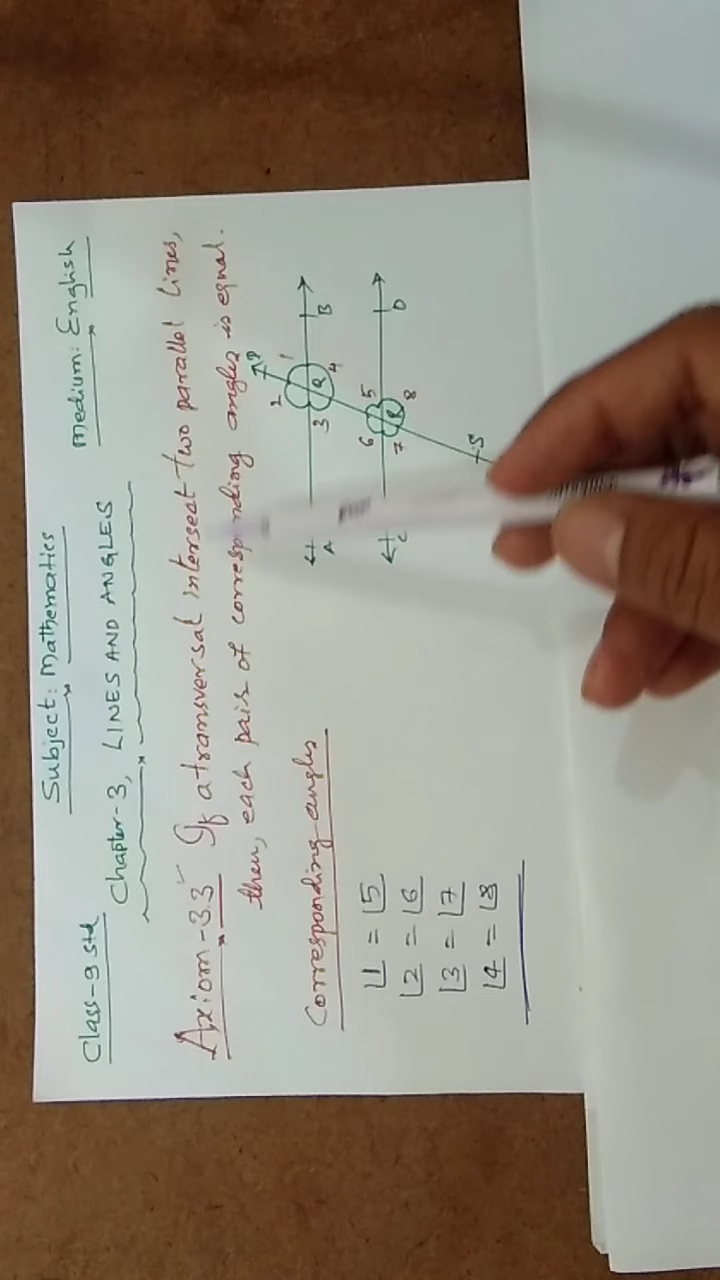 Class-9 std Subject: Mathematics Medium: English
Chapter-3, LINES AND ANGLES
Axiom-3.3 If a transversal intersect two parallel lines,
then, each pair of corresponding angles is equal.
Corresponding angles
∠1 = ∠5
∠2 = ∠6
∠3 = ∠7
∠4 = ∠8
P
2 1
A B
3 Q 4
6 5
C D
7 R 8
S